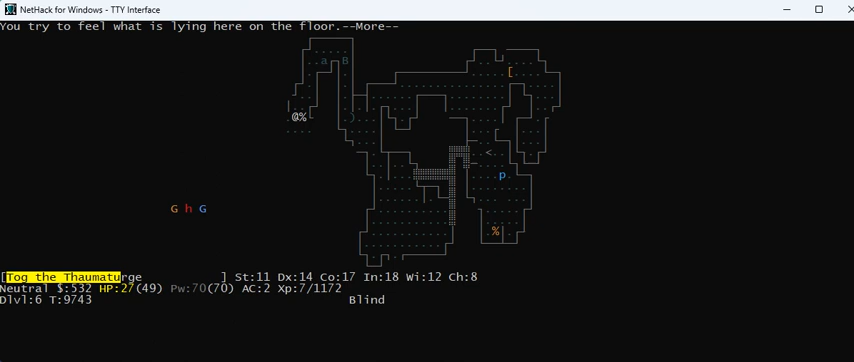 NetHack for Windows - TTY Interface
You try to feel what is lying here on the floor.--More--
a B
[
@% )
<
p
G h G
%
[Tog the Thaumaturge ] St:11 Dx:14 Co:17 In:18 Wi:12 Ch:8
Neutral $:532 HP:27(49) Pw:70(70) AC:2 Xp:7/1172
Dlvl:6 T:9743 Blind